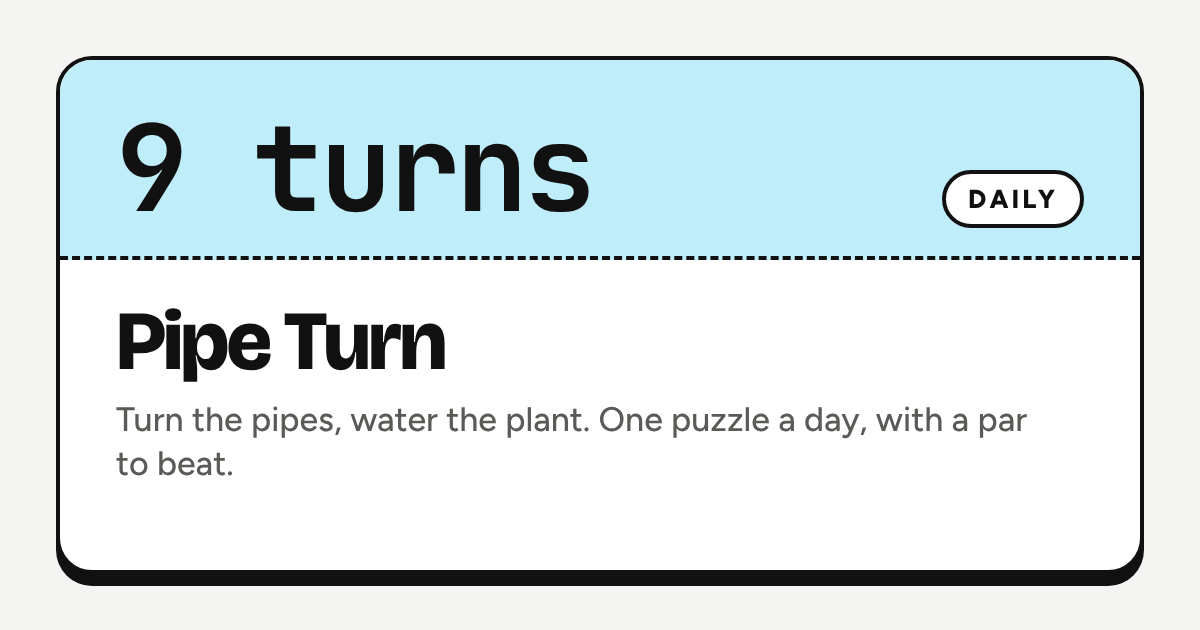 9 turns
DAILY
Pipe Turn
Turn the pipes, water the plant. One puzzle a day, with a par
to beat.